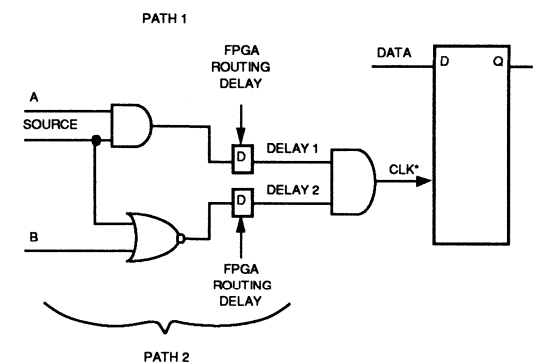 PATH 1
FPGA
ROUTING
DELAY
DATA
D
Q
A
SOURCE
D
DELAY 1
CLK*
D
DELAY 2
B
FPGA
ROUTING
DELAY
PATH 2